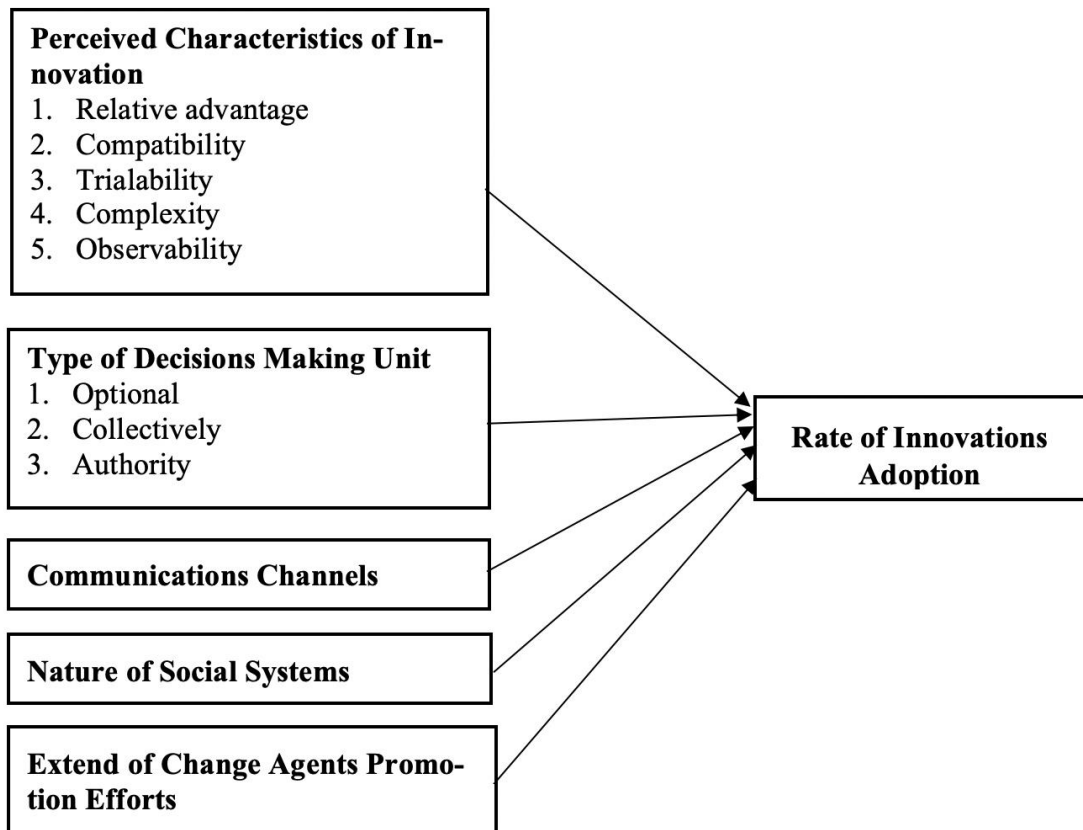 Perceived Characteristics of In-
novation
1. Relative advantage
2. Compatibility
3. Trialability
4. Complexity
5. Observability
Type of Decisions Making Unit
1. Optional
2. Collectively
3. Authority
Rate of Innovations
Adoption
Communications Channels
Nature of Social Systems
Extend of Change Agents Promo-
tion Efforts